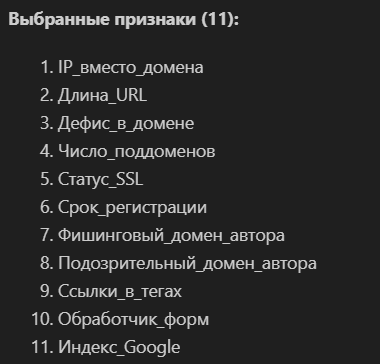 Выбранные признаки (11):
1. IP_вместо_домена
2. Длина_URL
3. Дефис_в_домене
4. Число_поддоменов
5. Статус_SSL
6. Срок_регистрации
7. Фишинговый_домен_автора
8. Подозрительный_домен_автора
9. Ссылки_в_тегах
10. Обработчик_форм
11. Индекс_Google